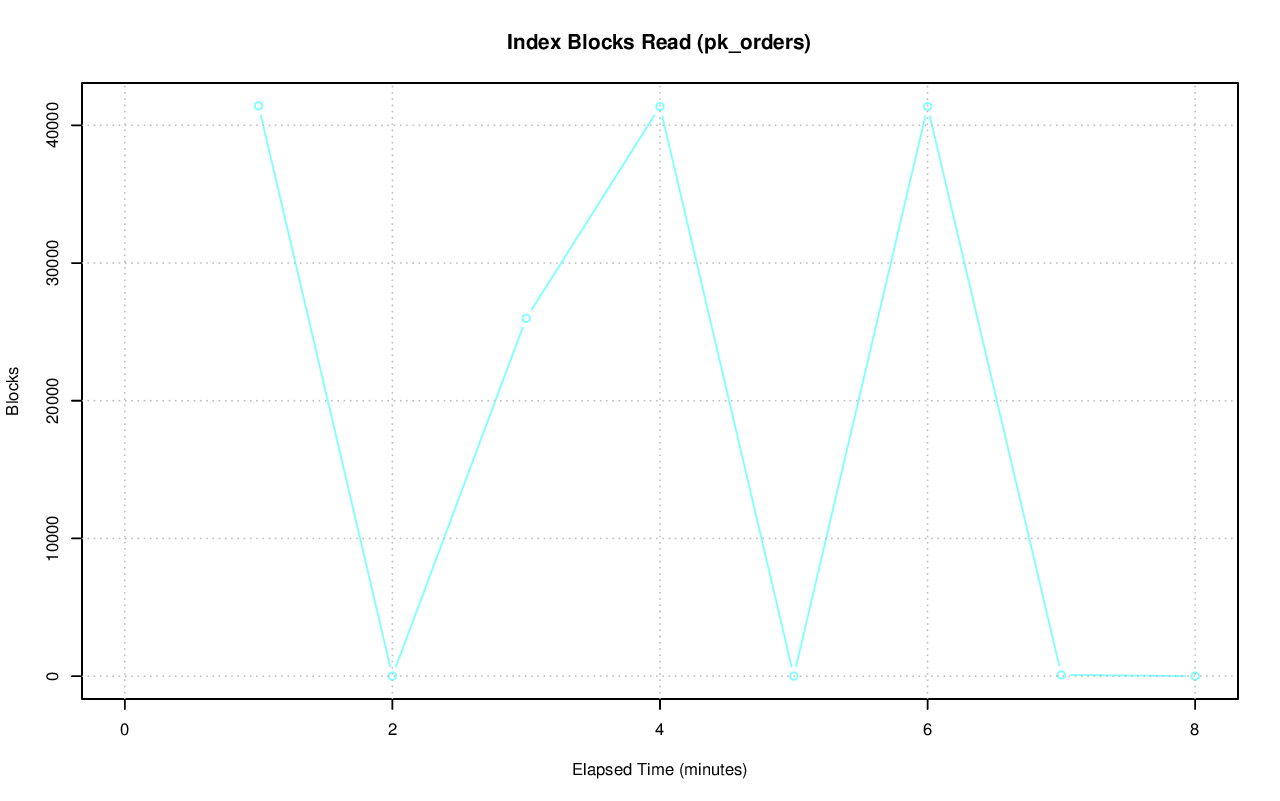 Index Blocks Read (pk_orders)
Blocks
40000
30000
20000
10000
0
0 2 4 6 8
Elapsed Time (minutes)